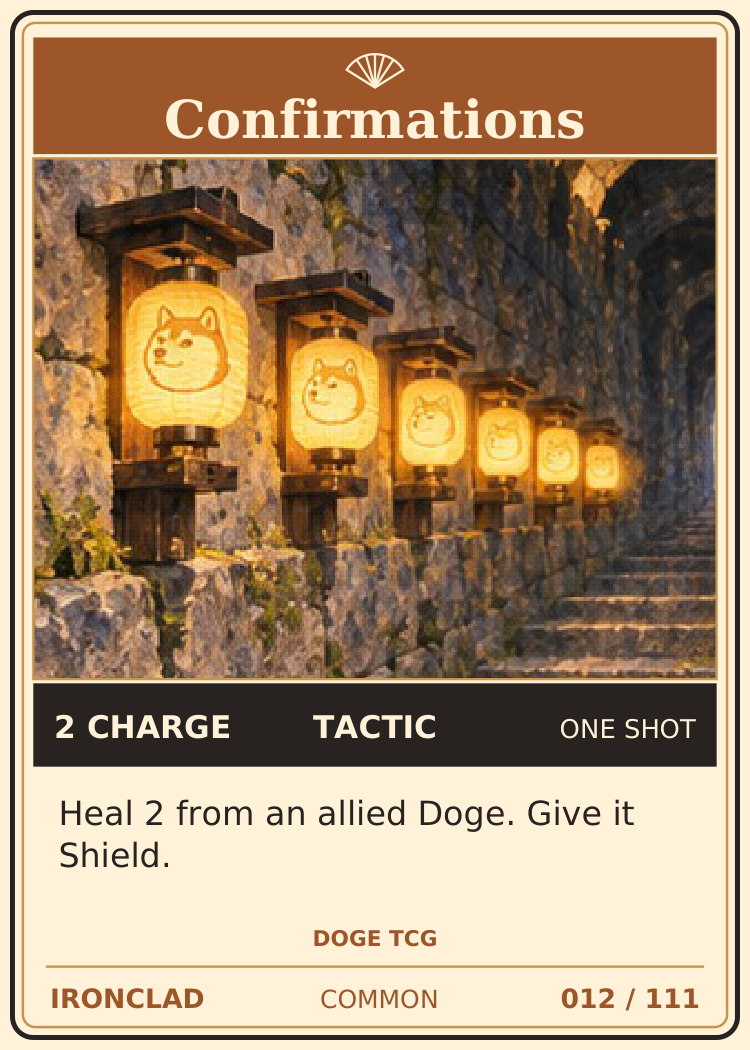 Confirmations
2 CHARGE TACTIC ONE SHOT
Heal 2 from an allied Doge. Give it
Shield.
DOGE TCG
IRONCLAD COMMON 012 / 111